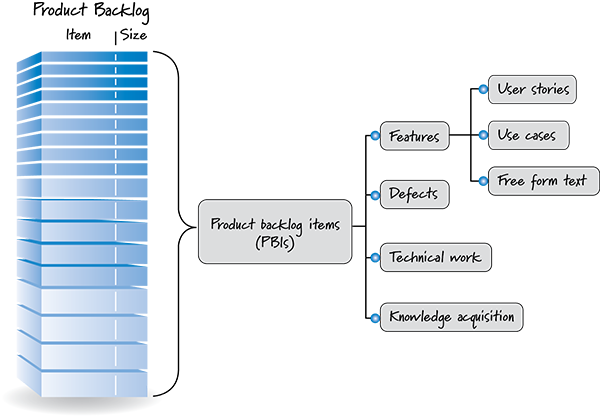 Product Backlog
Item | Size
User stories
Features
Use cases
Free form text
Defects
Product backlog items
(PBIs)
Technical work
Knowledge acquisition